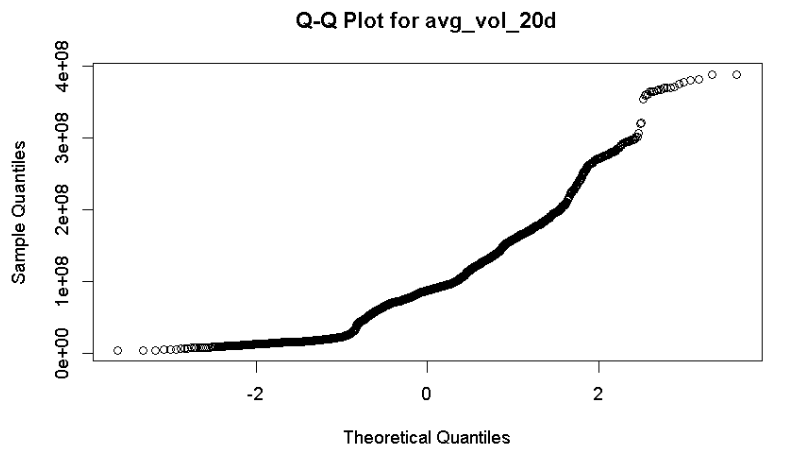 Q-Q Plot for avg_vol_20d
4e+08
3e+08
2e+08
1e+08
0e+00
Sample Quantiles
-2
0
2
Theoretical Quantiles